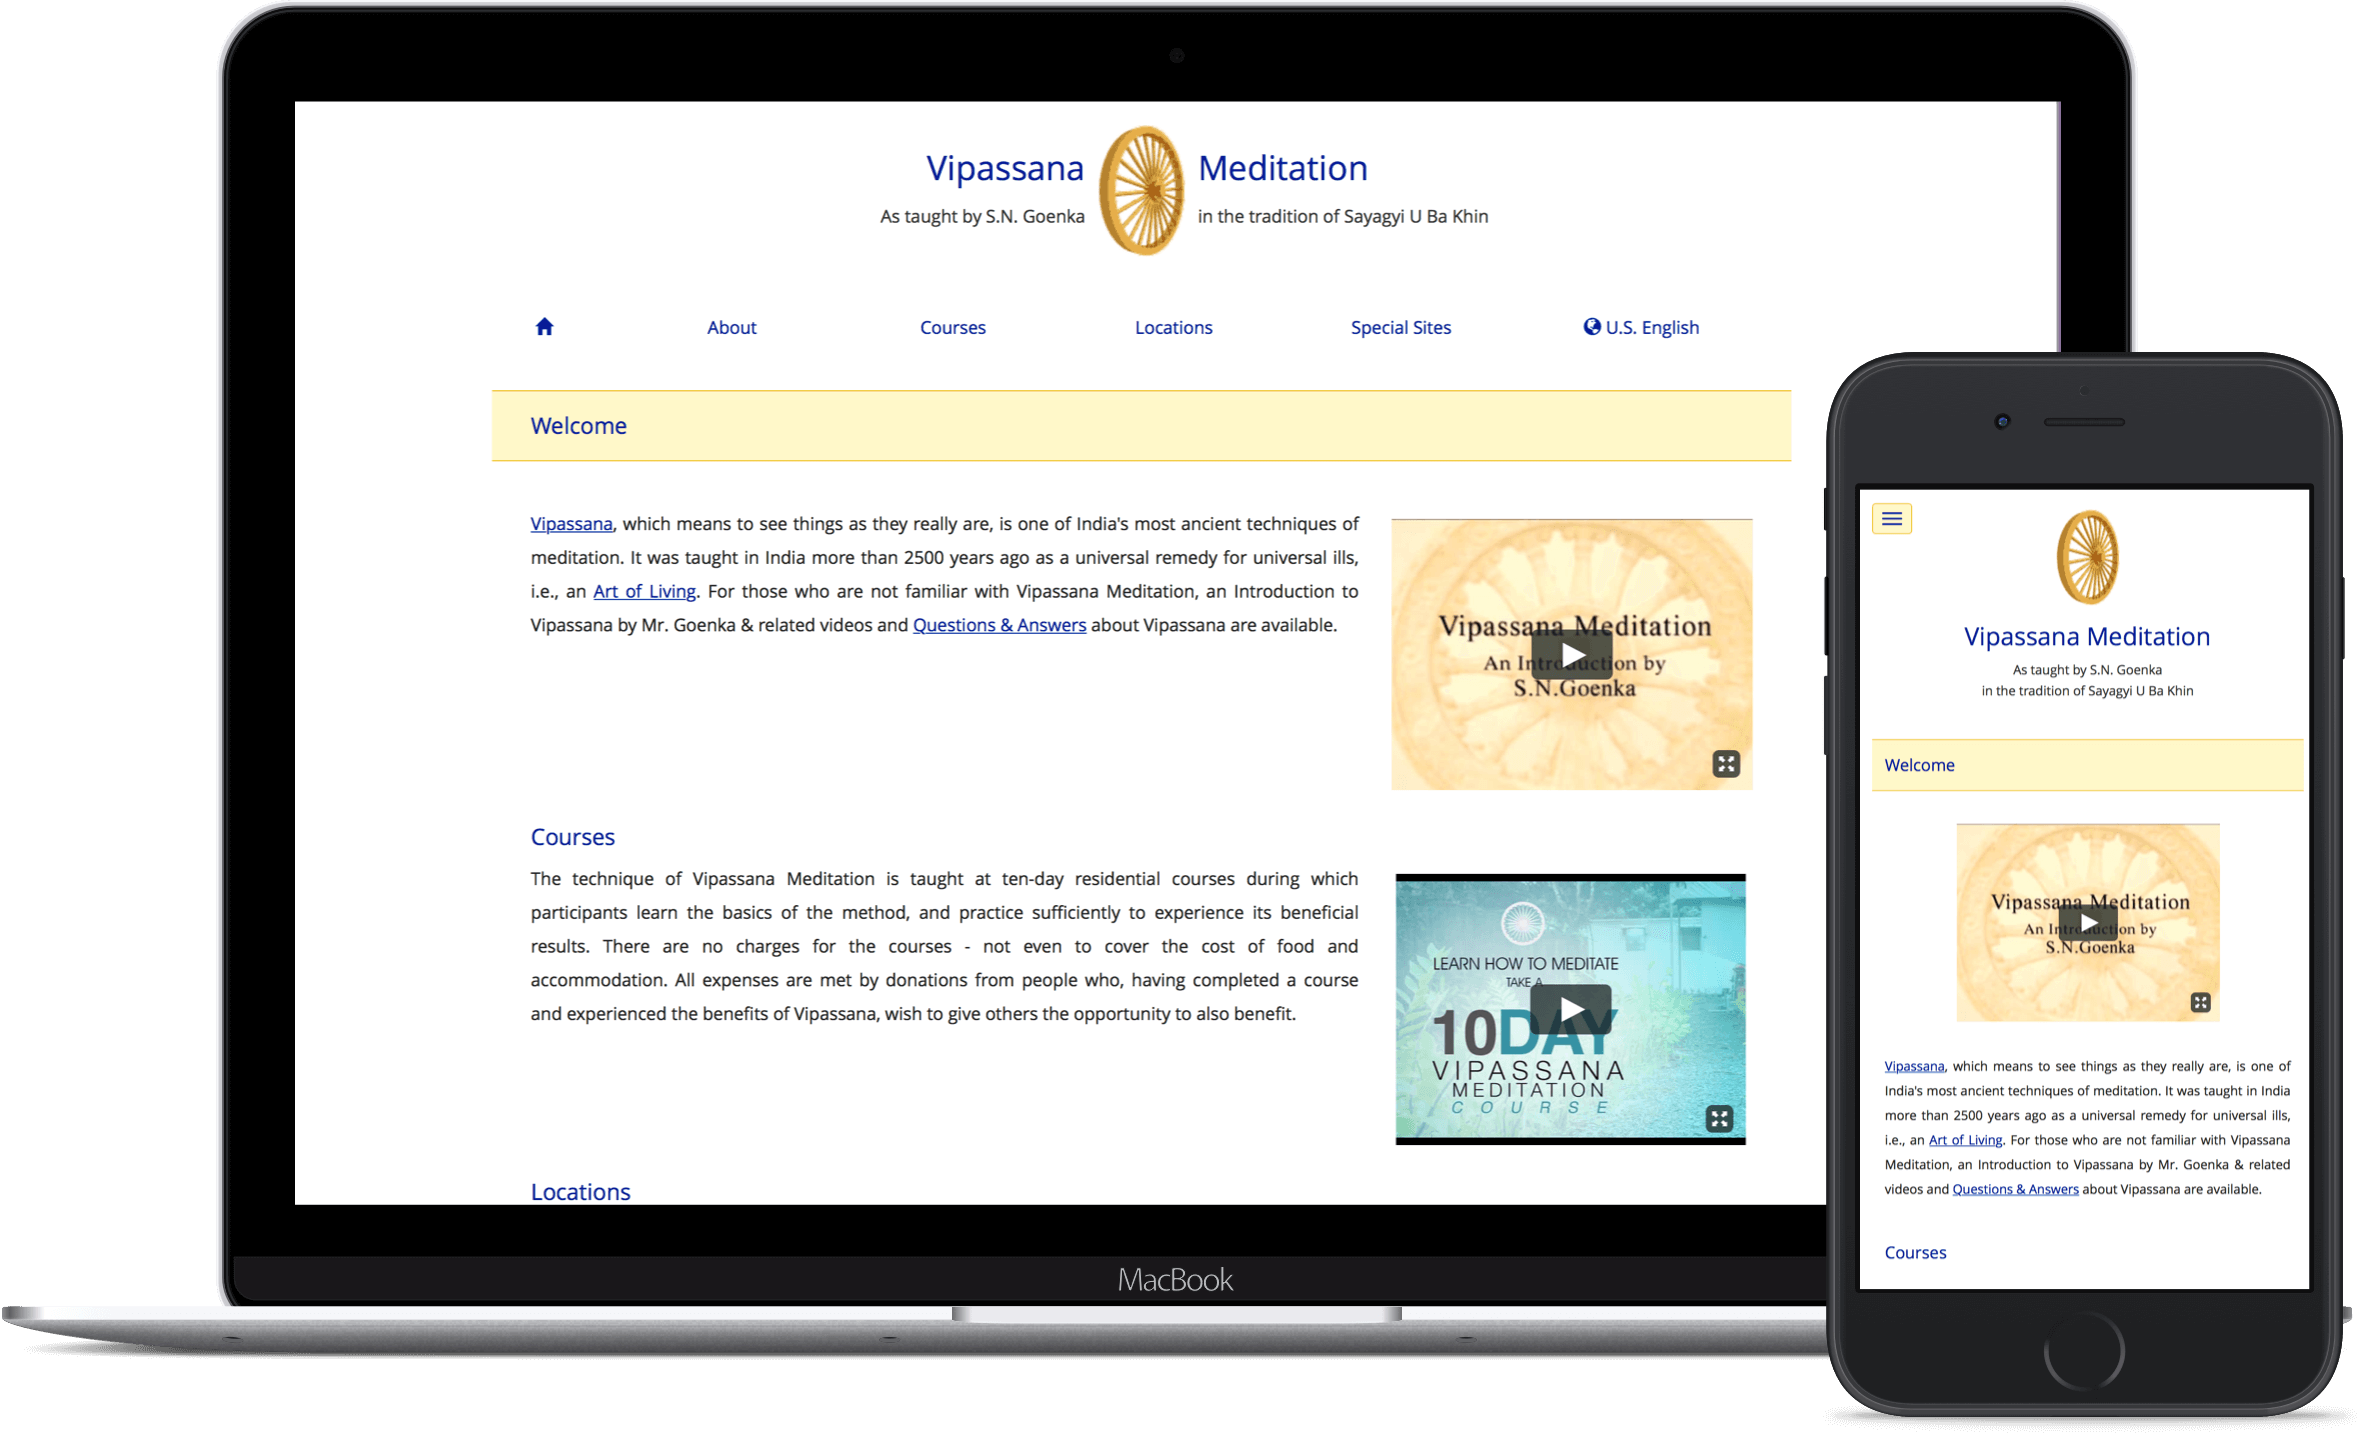 Vipassana Meditation
As taught by S.N. Goenka in the tradition of Sayagyi U Ba Khin
About Courses Locations Special Sites U.S. English
Welcome
Vipassana, which means to see things as they really are, is one of India's most ancient techniques of
meditation. It was taught in India more than 2500 years ago as a universal remedy for universal ills,
i.e., an Art of Living. For those who are not familiar with Vipassana Meditation, an Introduction to
Vipassana by Mr. Goenka & related videos and Questions & Answers about Vipassana are available.
Vipassana Meditation
An Introduction by
S.N.Goenka
Courses
The technique of Vipassana Meditation is taught at ten-day residential courses during which
participants learn the basics of the method, and practice sufficiently to experience its beneficial
results. There are no charges for the courses - not even to cover the cost of food and
accommodation. All expenses are met by donations from people who, having completed a course
and experienced the benefits of Vipassana, wish to give others the opportunity to also benefit.
LEARN HOW TO MEDITATE
TAKE A
10DAY
VIPASSANA
MEDITATION
COURSE
Locations
MacBook
Vipassana Meditation
As taught by S.N. Goenka
in the tradition of Sayagyi U Ba Khin
Welcome
Vipassana Meditation
An Introduction by
S.N.Goenka
Vipassana, which means to see things as they really are, is one of
India's most ancient techniques of meditation. It was taught in India
more than 2500 years ago as a universal remedy for universal ills,
i.e., an Art of Living. For those who are not familiar with Vipassana
Meditation, an Introduction to Vipassana by Mr. Goenka & related
videos and Questions & Answers about Vipassana are available.
Courses